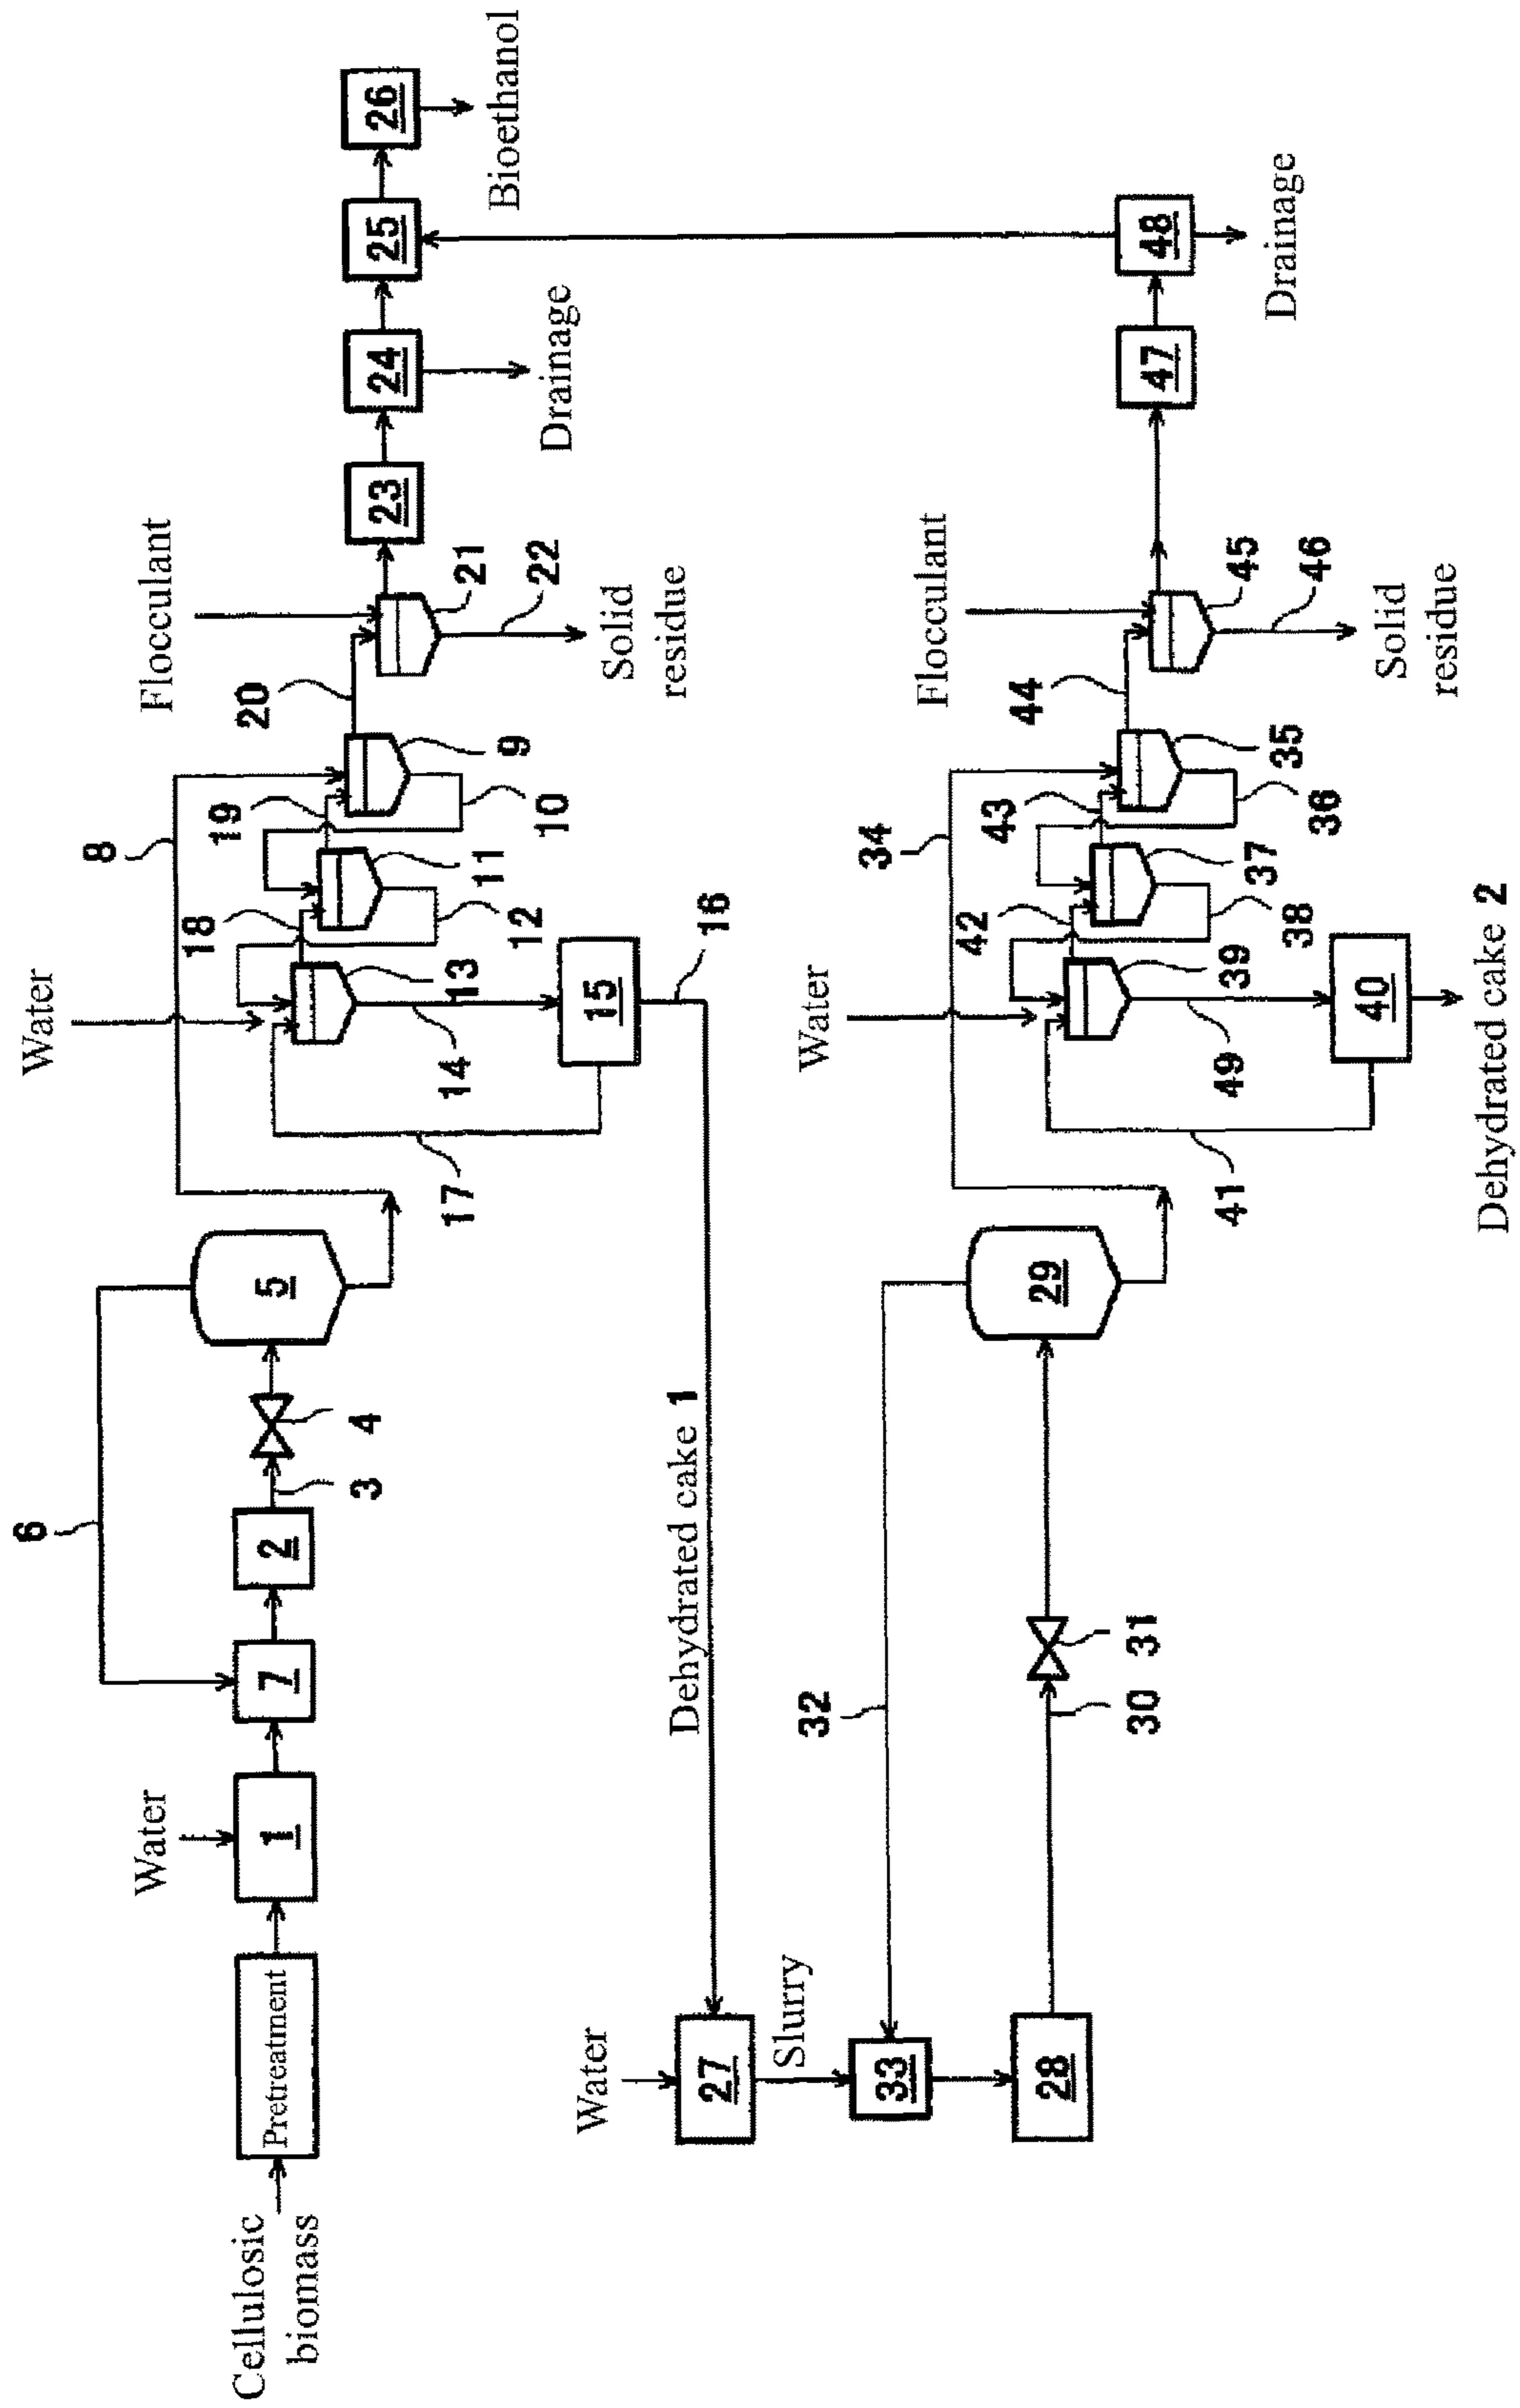 Cellulosic
biomass
Pretreatment
Water
1
7
2
3
4
5
6
8
Water
17
14
13
18
12
11
19
10
9
20
15
16
Flocculant
21
22
Solid
residue
23
24
Drainage
25
26
Bioethanol
Dehydrated cake 1
Water
27
Slurry
33
28
32
30
31
29
34
Water
41
49
39
42
38
37
43
36
35
44
40
Dehydrated cake 2
Flocculant
45
46
Solid
residue
47
48
Drainage